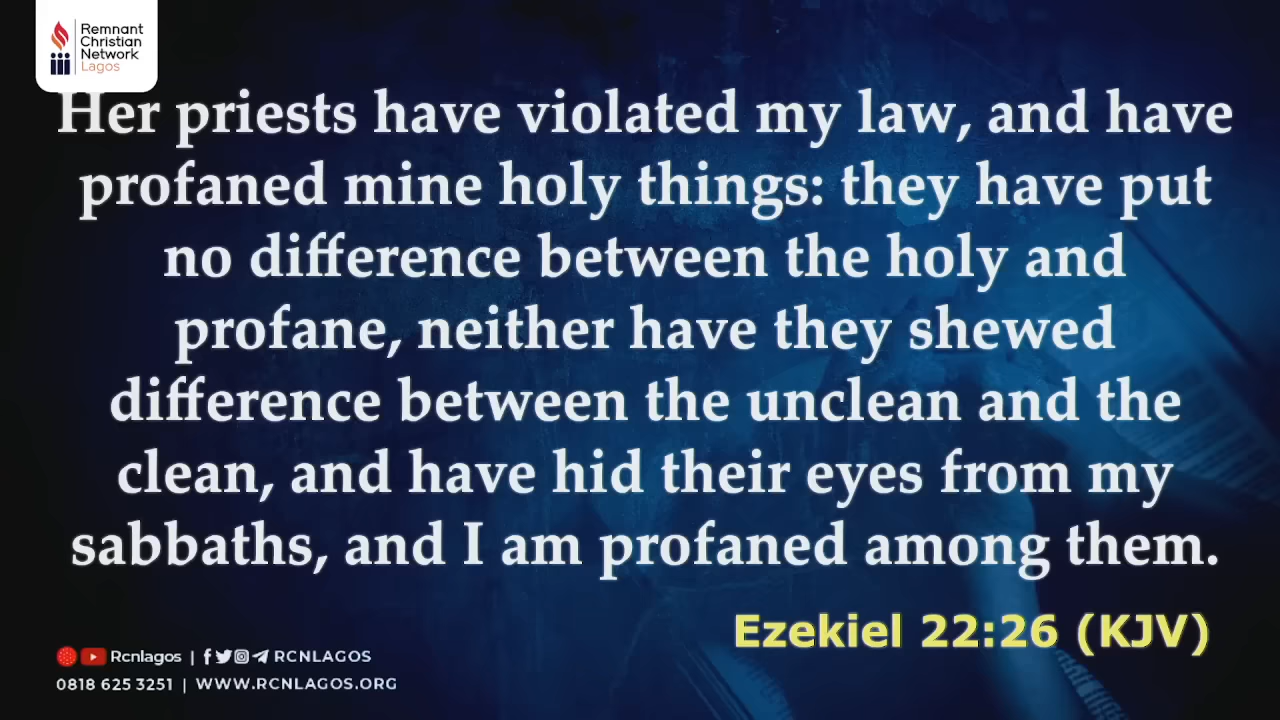 Remnant
Christian
Network
Lagos
Her priests have violated my law, and have
profaned mine holy things: they have put
no difference between the holy and
profane, neither have they shewed
difference between the unclean and the
clean, and have hid their eyes from my
sabbaths, and I am profaned among them.
Ezekiel 22:26 (KJV)
Rcnlagos | RCNLAGOS
0818 625 3251 | WWW.RCNLAGOS.ORG